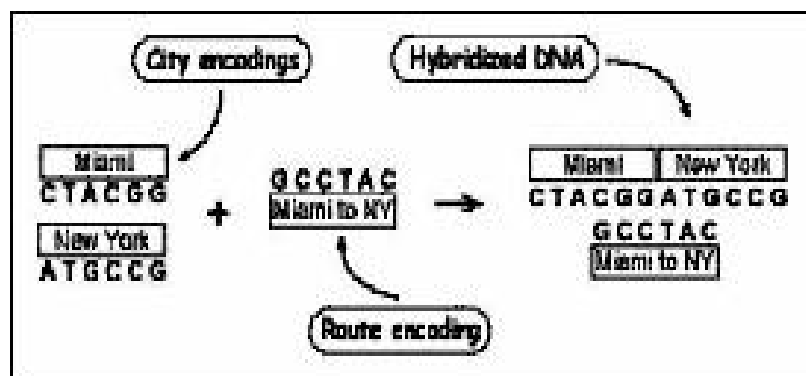 City encodings
Hybridized DNA
Miami
CTACGG
New York
ATGCCG
+
GCCTAC
Miami to NY
→
Miami
New York
CTACGGATGCCG
GCCTAC
Miami to NY
Route encoding